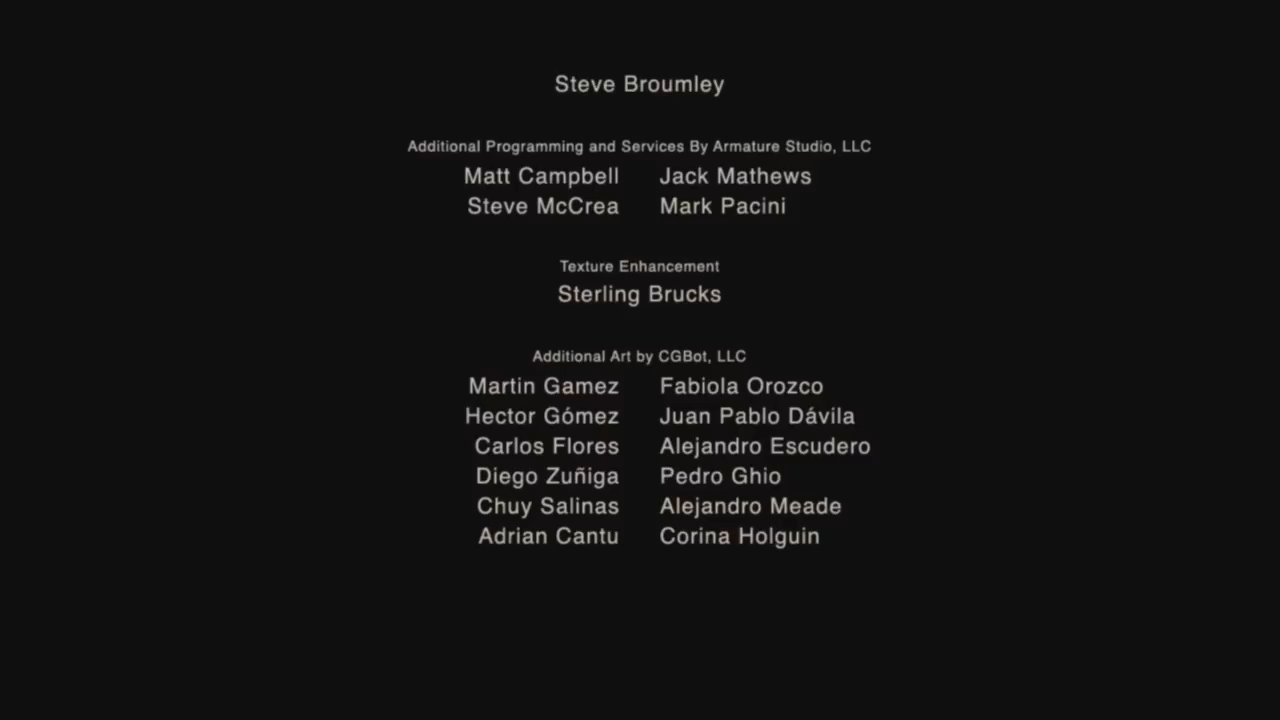 Steve Broumley
Additional Programming and Services By Armature Studio, LLC
Matt Campbell Jack Mathews
Steve McCrea Mark Pacini
Texture Enhancement
Sterling Brucks
Additional Art by CGBot, LLC
Martin Gamez Fabiola Orozco
Hector Gómez Juan Pablo Dávila
Carlos Flores Alejandro Escudero
Diego Zuñiga Pedro Ghio
Chuy Salinas Alejandro Meade
Adrian Cantu Corina Holguin